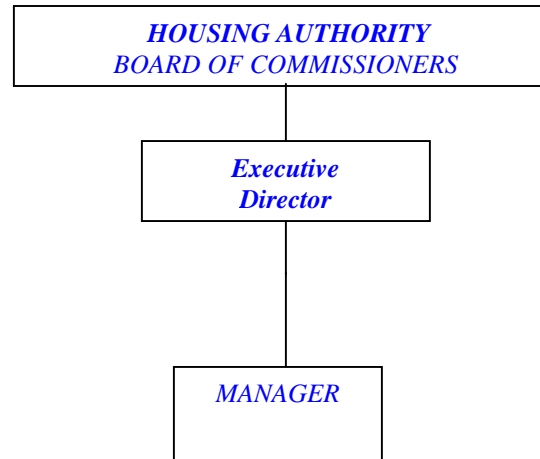 HOUSING AUTHORITY
BOARD OF COMMISSIONERS
Executive
Director
MANAGER